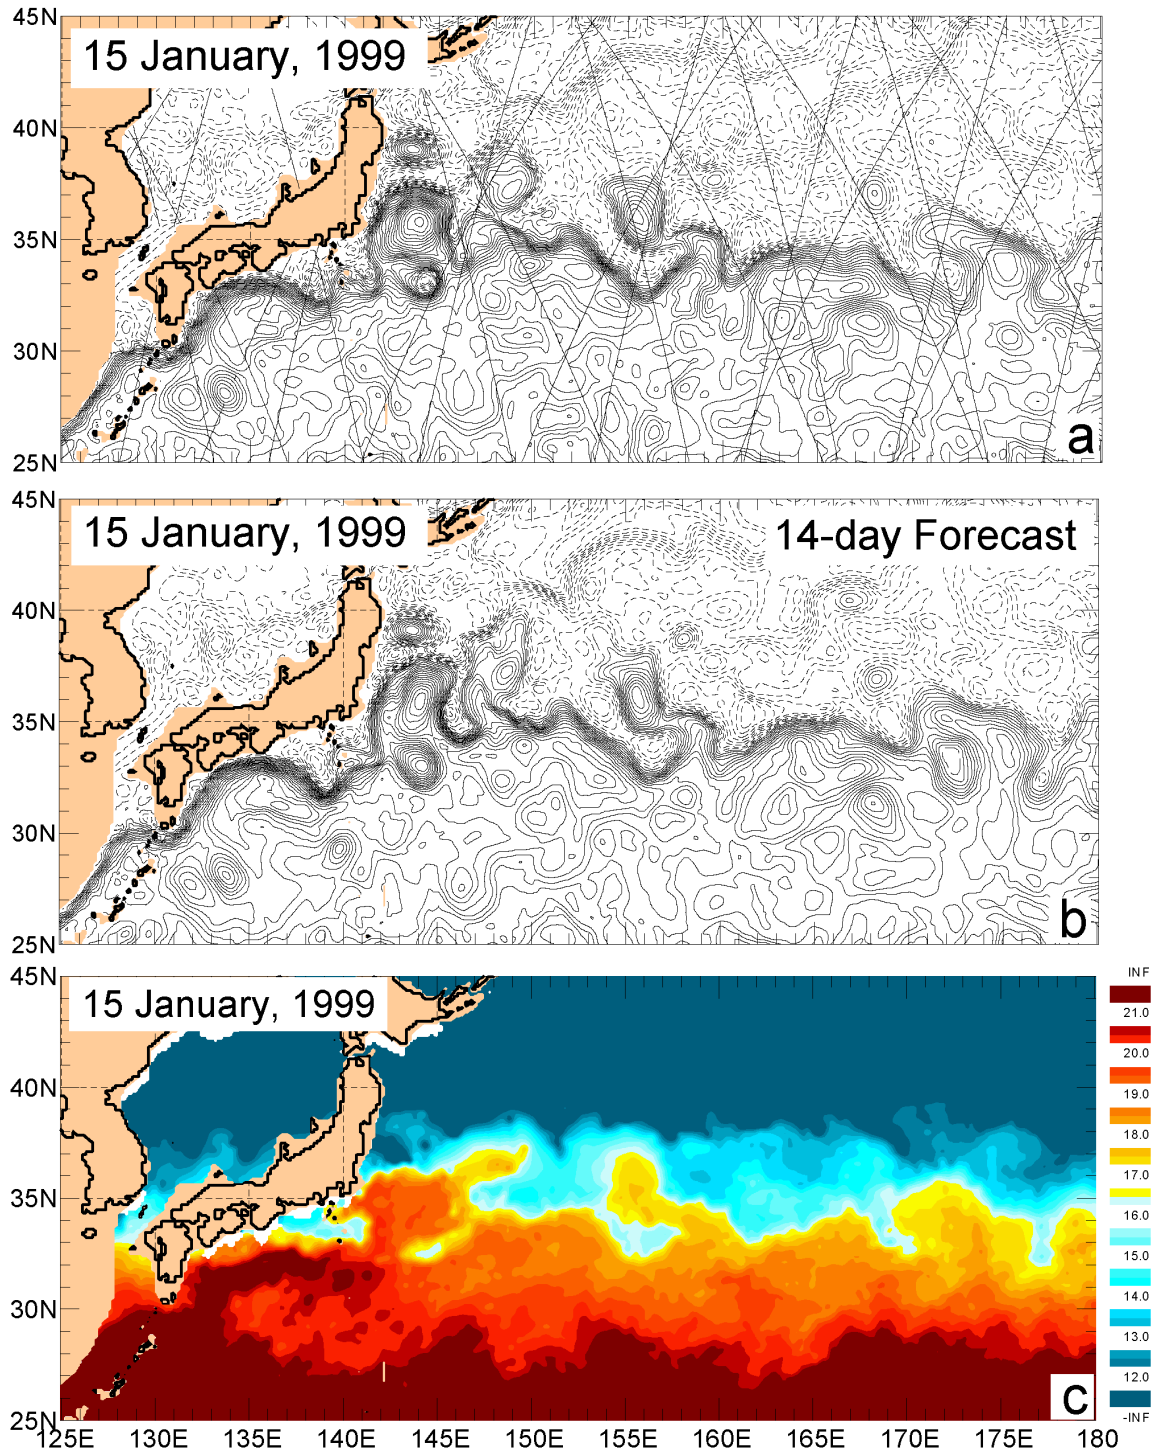 45N
15 January, 1999
40N
35N
30N
25N
a
15 January, 1999
14-day Forecast
40N
35N
30N
25N
b
45N
15 January, 1999
40N
35N
30N
25N
c
INF
21.0
20.0
19.0
18.0
17.0
16.0
15.0
14.0
13.0
12.0
-INF
125E 130E 135E 140E 145E 150E 155E 160E 165E 170E 175E 180